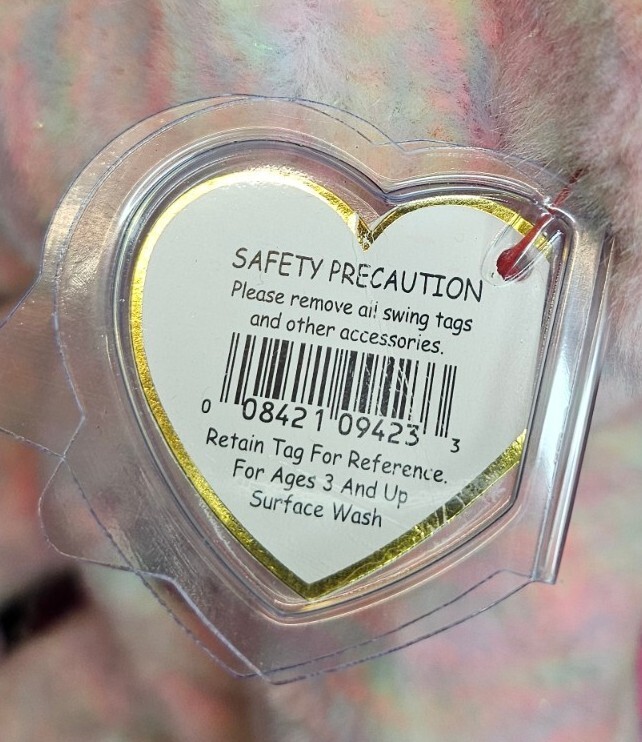 SAFETY PRECAUTION
Please remove all swing tags
and other accessories.
0 08421 09423 3
Retain Tag For Reference.
For Ages 3 And Up
Surface Wash